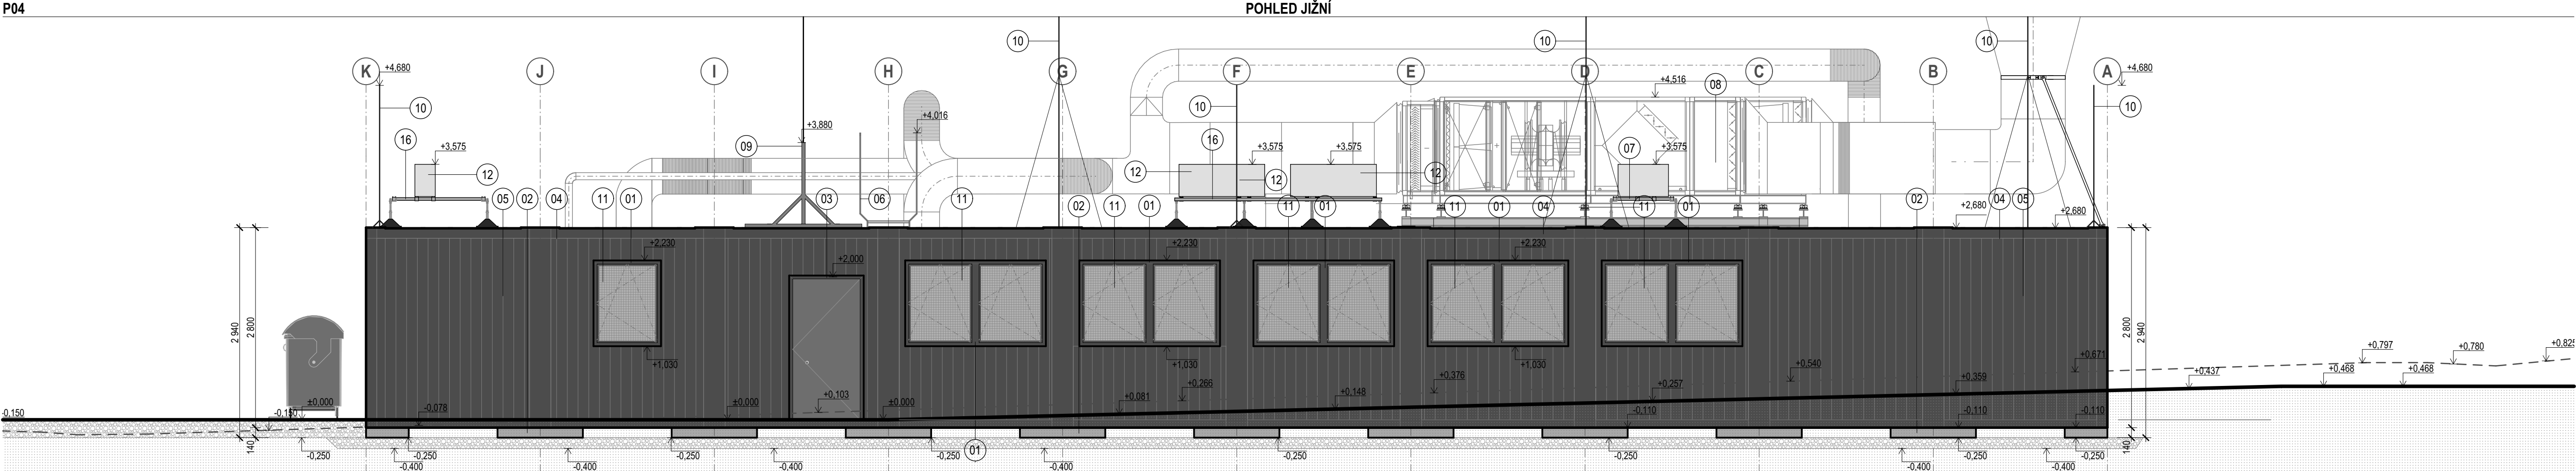 P04
POHLED JIŽNÍ
10 10 10
K J I H G F E D C B A
+4,680 +4,516 +4,680
08
10 10 10
+4,016
+3,880
16 09 16 07
+3,575 +3,575 +3,575 +3,575
12 12 12 12
05 02 04 11 01 03 06 11 02 11 01 11 01 11 01 04 11 01 02 04 05
+2,680 +2,680
+2,230 +2,230 +2,230
+2,000
2 940 2 800 2 800 2 940
+1,030 +1,030 +1,030
+0,797 +0,780 +0,825
+0,671
+0,540
+0,468 +0,468
+0,437
+0,376 +0,359
+0,266 +0,257
+0,148
+0,103 +0,081
-0,150 -0,150 ±0,000 -0,078 ±0,000 ±0,000
-0,110 -0,110 -0,110
140 140
01
-0,250 -0,250 -0,250 -0,250 -0,250 -0,250 -0,250 -0,250
-0,400 -0,400 -0,400 -0,400 -0,400 -0,400